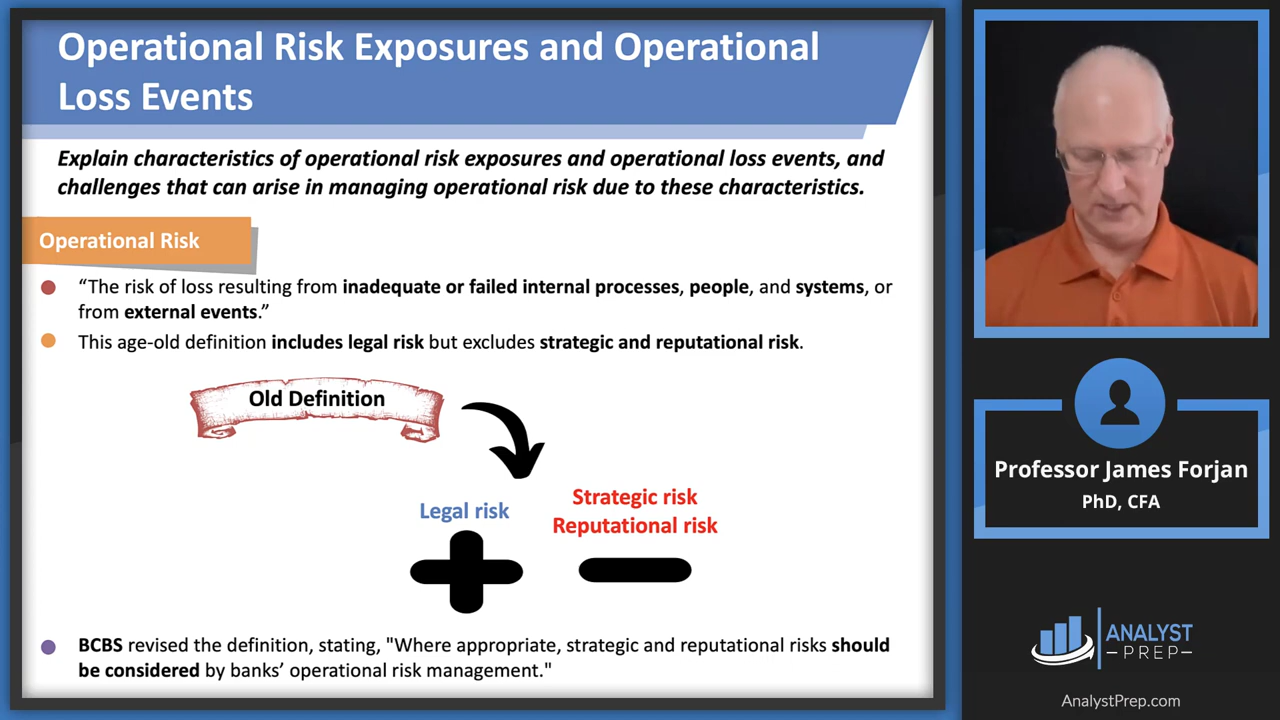 Operational Risk Exposures and Operational
Loss Events
Explain characteristics of operational risk exposures and operational loss events, and
challenges that can arise in managing operational risk due to these characteristics.
Operational Risk
“The risk of loss resulting from inadequate or failed internal processes, people, and systems, or
from external events.”
This age-old definition includes legal risk but excludes strategic and reputational risk.
Old Definition
Legal risk
Strategic risk
Reputational risk
BCBS revised the definition, stating, "Where appropriate, strategic and reputational risks should
be considered by banks’ operational risk management."
Professor James Forjan
PhD, CFA
ANALYST
PREP
AnalystPrep.com